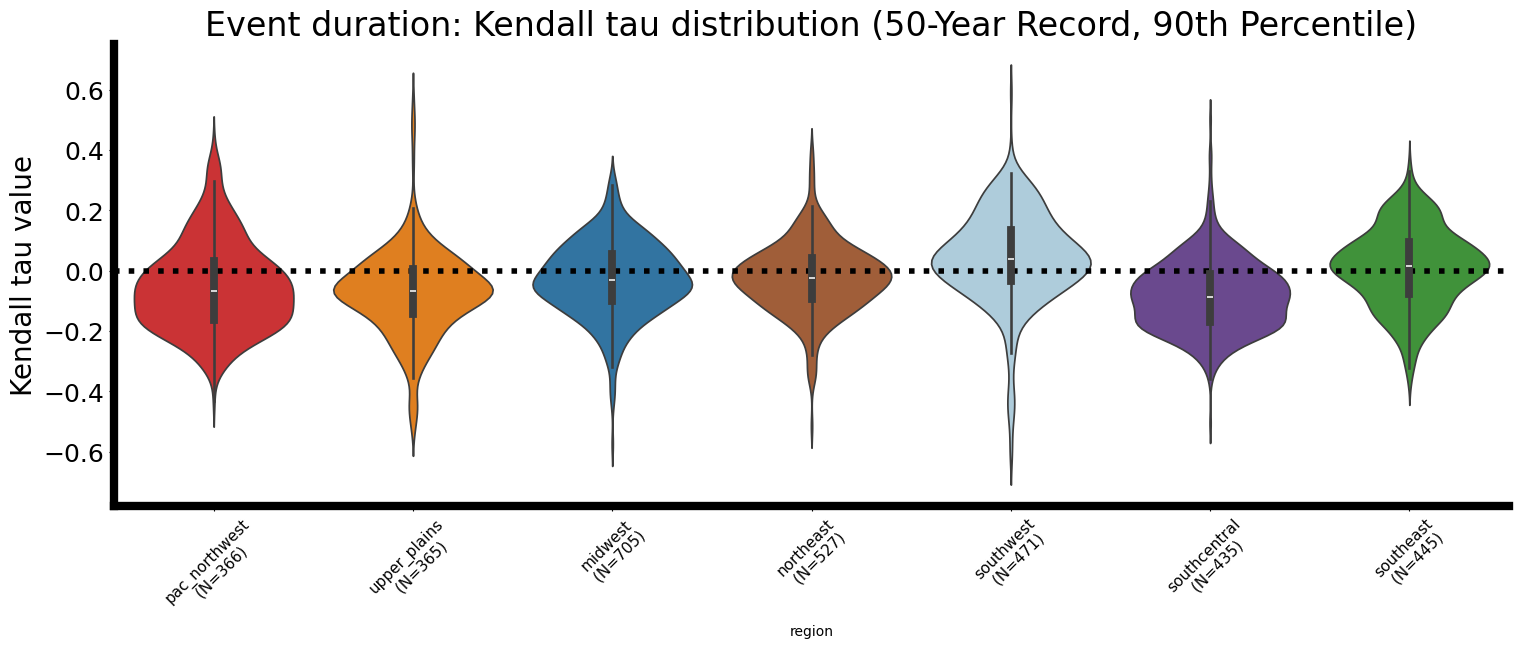 Event duration: Kendall tau distribution (50-Year Record, 90th Percentile)
Kendall tau value
0.6
0.4
0.2
0.0
−0.2
−0.4
−0.6
pac_northwest
(N=366)
upper_plains
(N=365)
midwest
(N=705)
northeast
(N=527)
southwest
(N=471)
southcentral
(N=435)
southeast
(N=445)
region